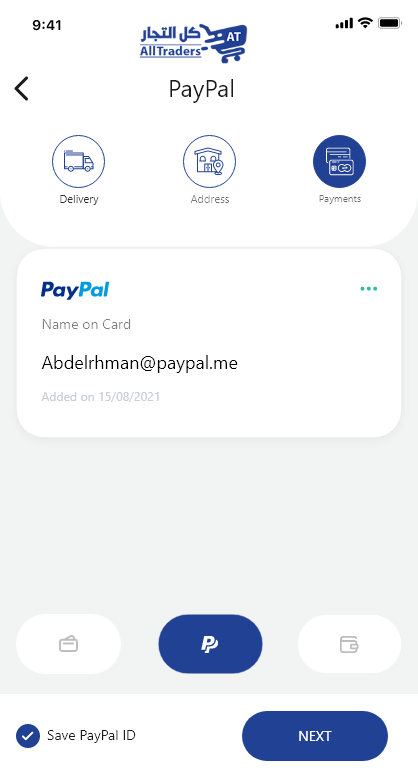 9:41
كل التجار
AT
AllTraders
PayPal
Delivery
Address
Payments
PayPal
Name on Card
Abdelrhman@paypal.me
Added on 15/08/2021
Save PayPal ID
NEXT